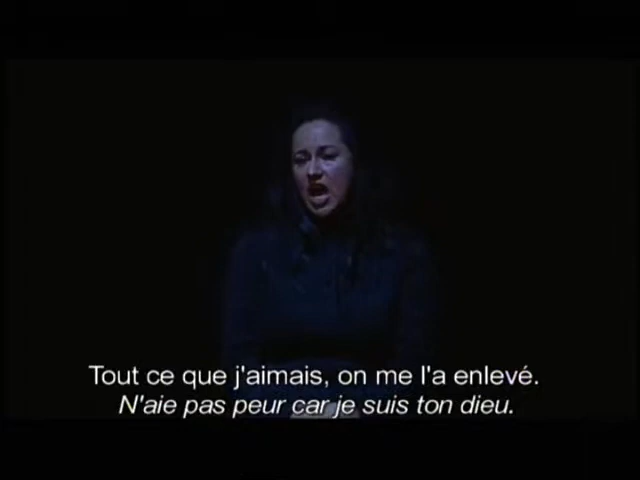 Tout ce que j'aimais, on me l'a enlevé.
N'aie pas peur car je suis ton dieu.